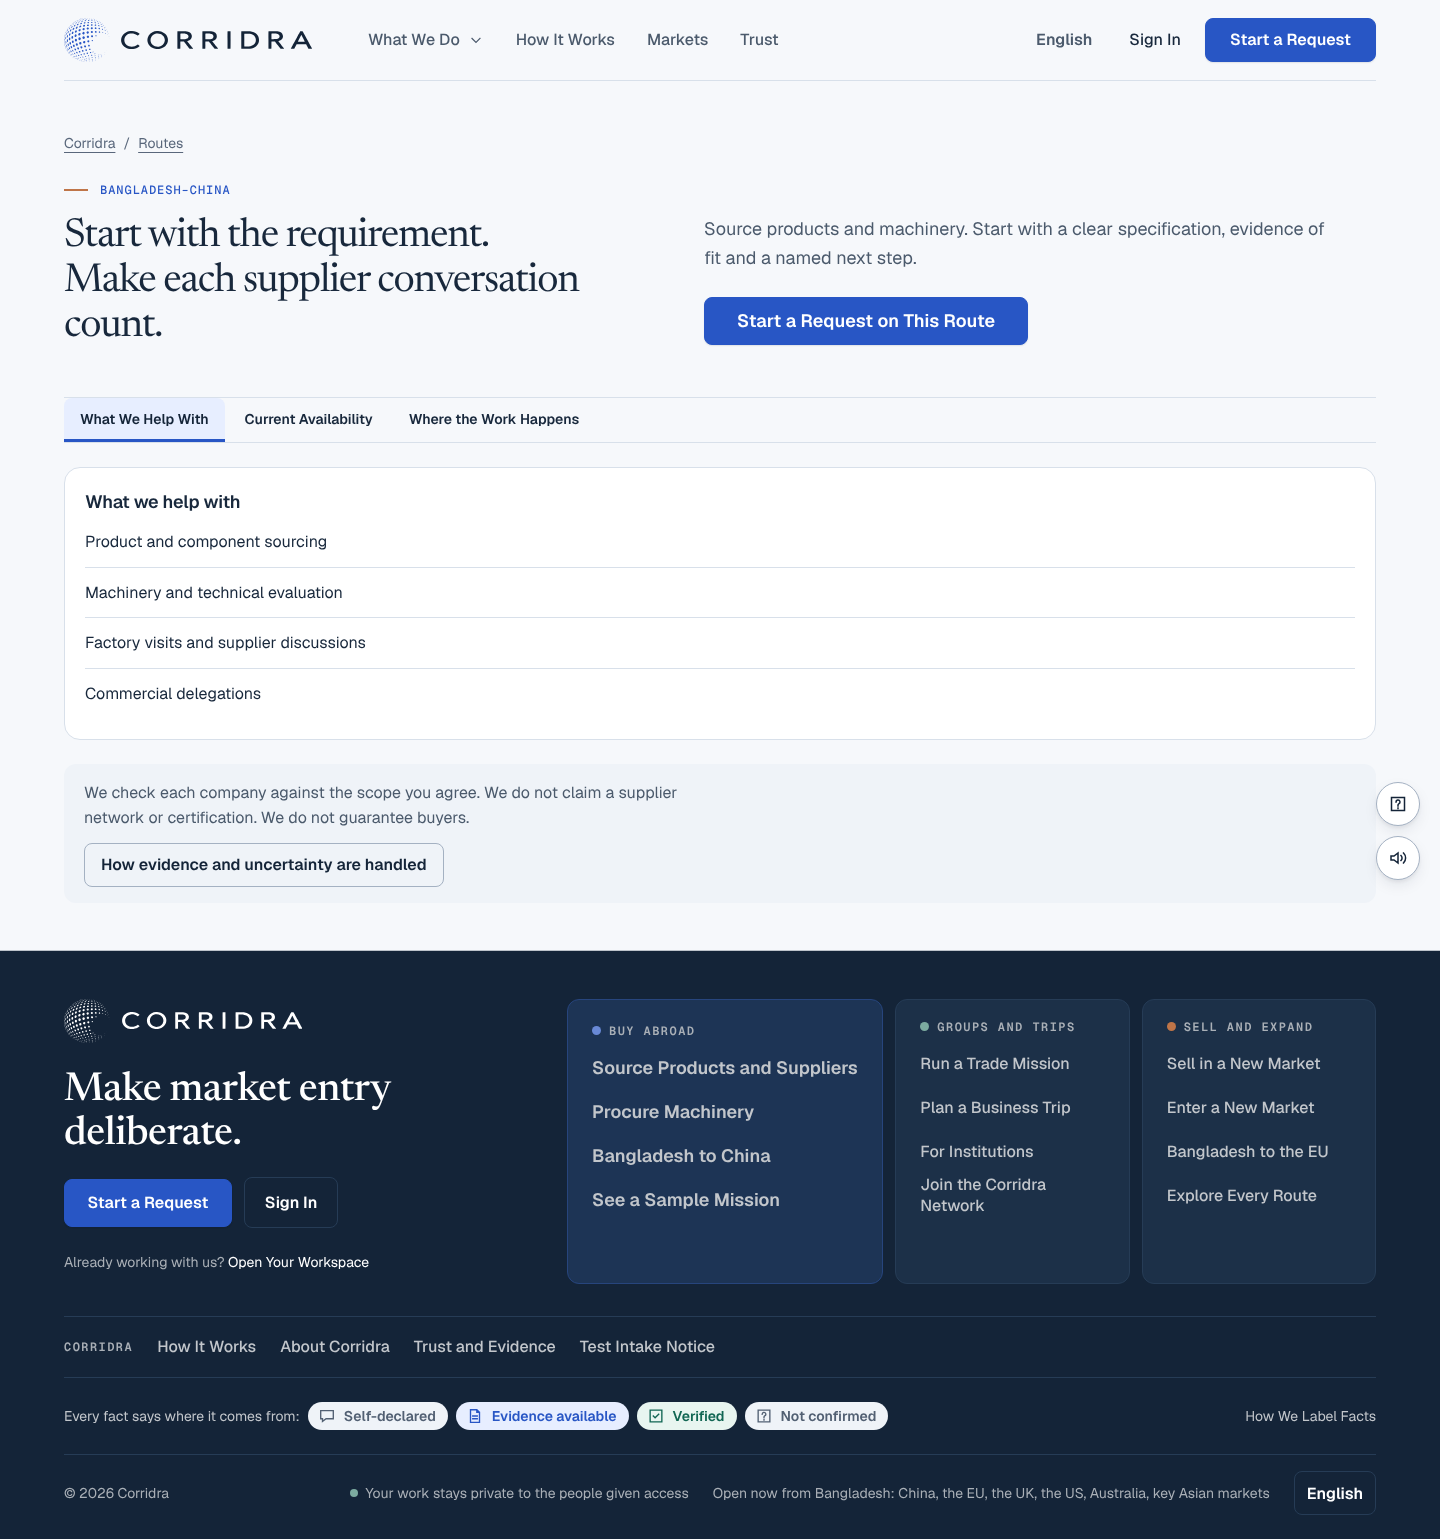 CORRIDRA
What We Do
How It Works
Markets
Trust
English
Sign In
Start a Request
Corridra / Routes
BANGLADESH–CHINA
Start with the requirement.
Make each supplier conversation
count.
Source products and machinery. Start with a clear specification, evidence of
fit and a named next step.
Start a Request on This Route
What We Help With
Current Availability
Where the Work Happens
What we help with
Product and component sourcing
Machinery and technical evaluation
Factory visits and supplier discussions
Commercial delegations
We check each company against the scope you agree. We do not claim a supplier
network or certification. We do not guarantee buyers.
How evidence and uncertainty are handled
CORRIDRA
Make market entry
deliberate.
Start a Request
Sign In
Already working with us? Open Your Workspace
BUY ABROAD
Source Products and Suppliers
Procure Machinery
Bangladesh to China
See a Sample Mission
GROUPS AND TRIPS
Run a Trade Mission
Plan a Business Trip
For Institutions
Join the Corridra
Network
SELL AND EXPAND
Sell in a New Market
Enter a New Market
Bangladesh to the EU
Explore Every Route
CORRIDRA
How It Works
About Corridra
Trust and Evidence
Test Intake Notice
Every fact says where it comes from:
Self-declared
Evidence available
Verified
Not confirmed
How We Label Facts
© 2026 Corridra
Your work stays private to the people given access
Open now from Bangladesh: China, the EU, the UK, the US, Australia, key Asian markets
English